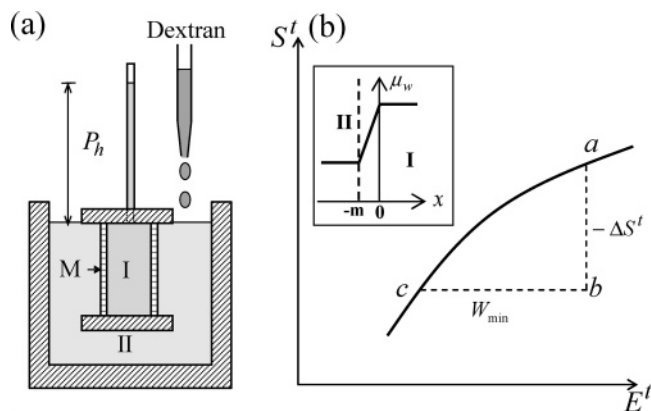 (a)
Dextran
P_h
M
I
II
(b)
S^t
μ_w
II
I
-m
0
x
a
-ΔS^t
c
b
W_min
E^t